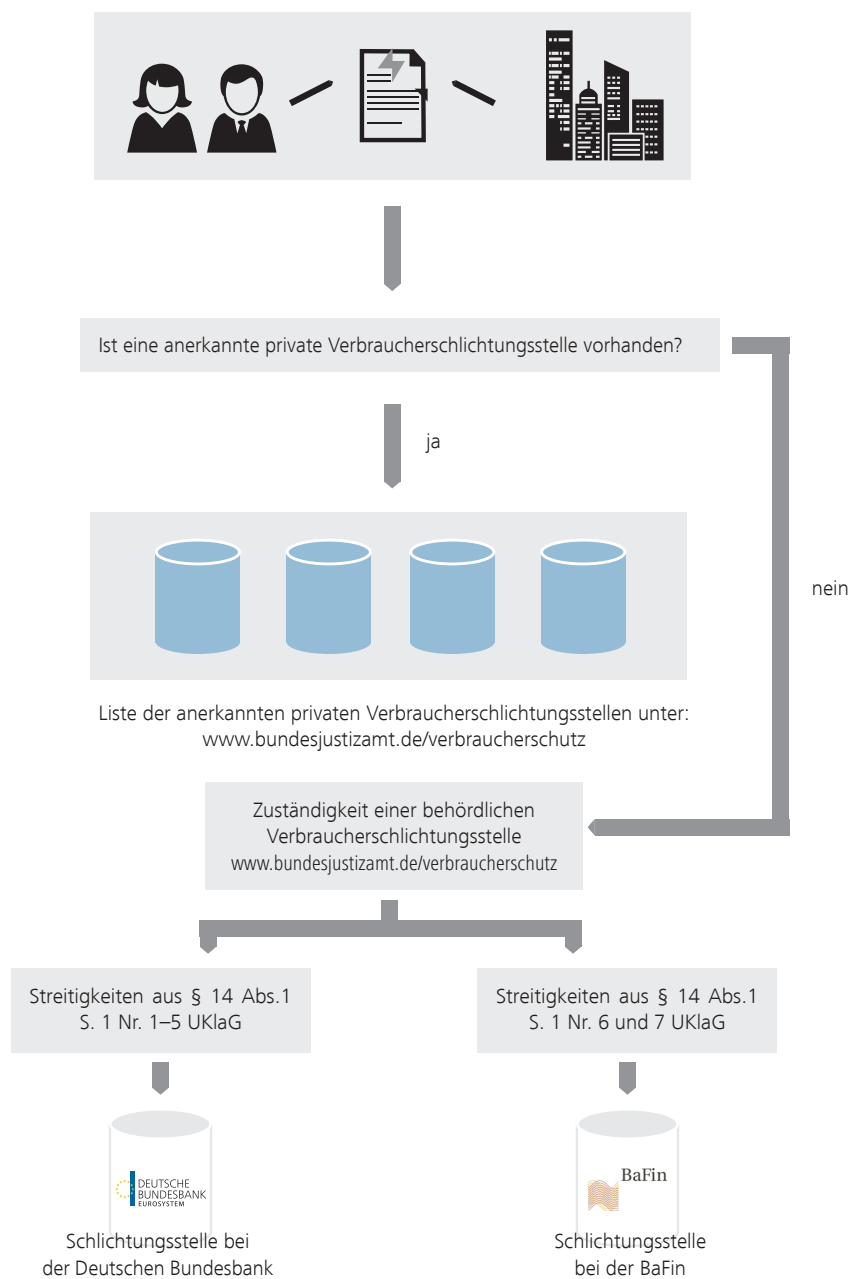 Ist eine anerkannte private Verbraucherschlichtungsstelle vorhanden?
ja
nein
Liste der anerkannten privaten Verbraucherschlichtungsstellen unter:
www.bundesjustizamt.de/verbraucherschutz
Zuständigkeit einer behördlichen
Verbraucherschlichtungsstelle
www.bundesjustizamt.de/verbraucherschutz
Streitigkeiten aus § 14 Abs.1
S. 1 Nr. 1–5 UKlaG
Streitigkeiten aus § 14 Abs.1
S. 1 Nr. 6 und 7 UKlaG
DEUTSCHE
BUNDESBANK
EUROSYSTEM
BaFin
Schlichtungsstelle bei
der Deutschen Bundesbank
Schlichtungsstelle
bei der BaFin